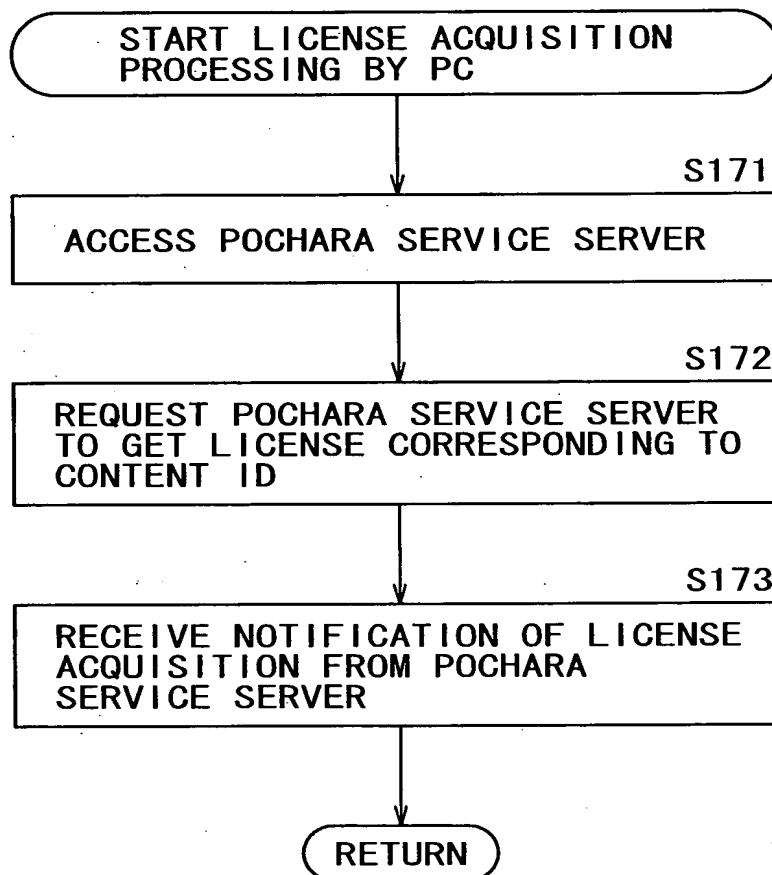 START LICENSE ACQUISITION
PROCESSING BY PC
S171
ACCESS POCHARA SERVICE SERVER
S172
REQUEST POCHARA SERVICE SERVER
TO GET LICENSE CORRESPONDING TO
CONTENT ID
S173
RECEIVE NOTIFICATION OF LICENSE
ACQUISITION FROM POCHARA
SERVICE SERVER
RETURN